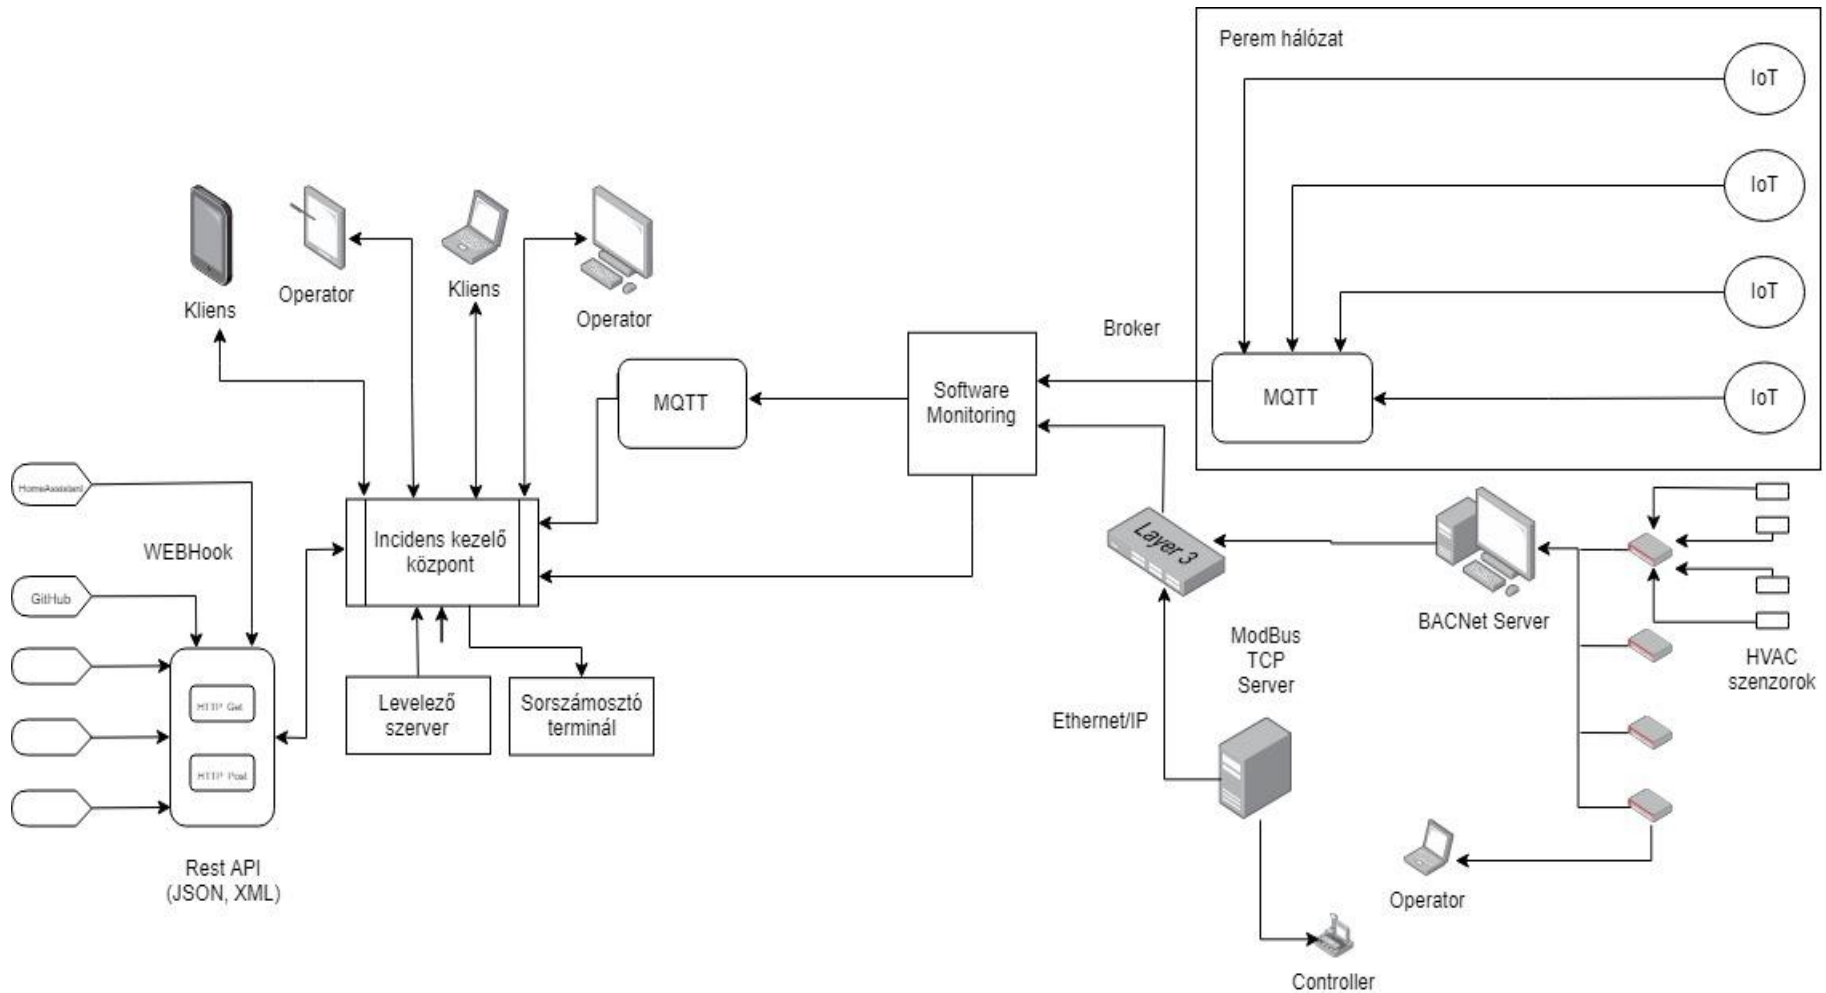 Perem hálózat
IoT
IoT
IoT
IoT
MQTT
Broker
Software
Monitoring
MQTT
Kliens
Operator
Kliens
Operator
HomeAssistant
WEBHook
GitHub
Incidens kezelő
központ
Levelező
szerver
Sorszámosztó
terminál
HTTP Get
HTTP Post
Rest API
(JSON, XML)
Layer 3
BACNet Server
HVAC
szenzorok
ModBus
TCP
Server
Ethernet/IP
Operator
Controller